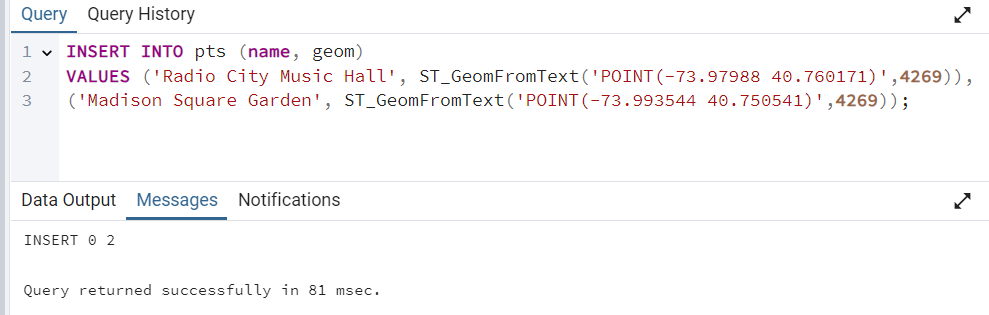 Query Query History
1 INSERT INTO pts (name, geom)
2 VALUES ('Radio City Music Hall', ST_GeomFromText('POINT(-73.97988 40.760171)',4269)),
3 ('Madison Square Garden', ST_GeomFromText('POINT(-73.993544 40.750541)',4269));
Data Output Messages Notifications
INSERT 0 2
Query returned successfully in 81 msec.